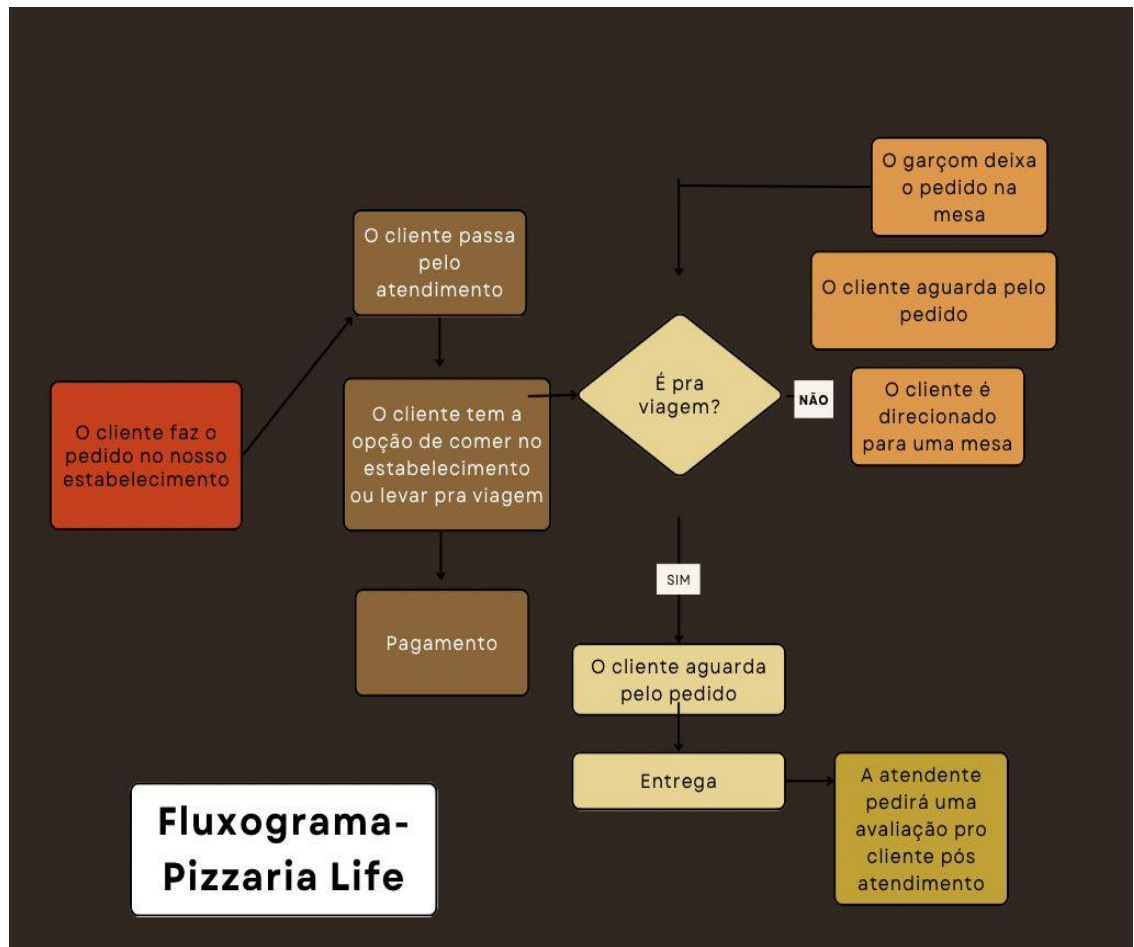 O cliente faz o
pedido no nosso
estabelecimento
O cliente passa
pelo
atendimento
O cliente tem a
opção de comer no
estabelecimento
ou levar pra viagem
Pagamento
É pra
viagem?
NÃO
O garçom deixa
o pedido na
mesa
O cliente aguarda pelo
pedido
O cliente é
direcionado
para uma mesa
SIM
O cliente aguarda
pelo pedido
Entrega
A atendente
pedirá uma
avaliação pro
cliente pós
atendimento
Fluxograma-
Pizzaria Life